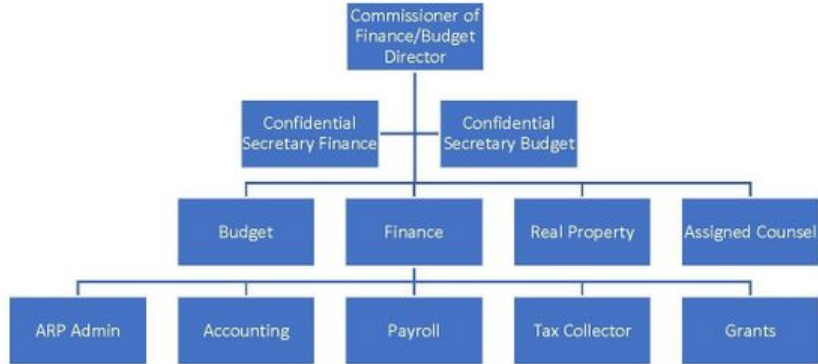 Commissioner of
Finance/Budget
Director
Confidential
Secretary Finance
Confidential
Secretary Budget
Budget
Finance
Real Property
Assigned Counsel
ARP Admin
Accounting
Payroll
Tax Collector
Grants